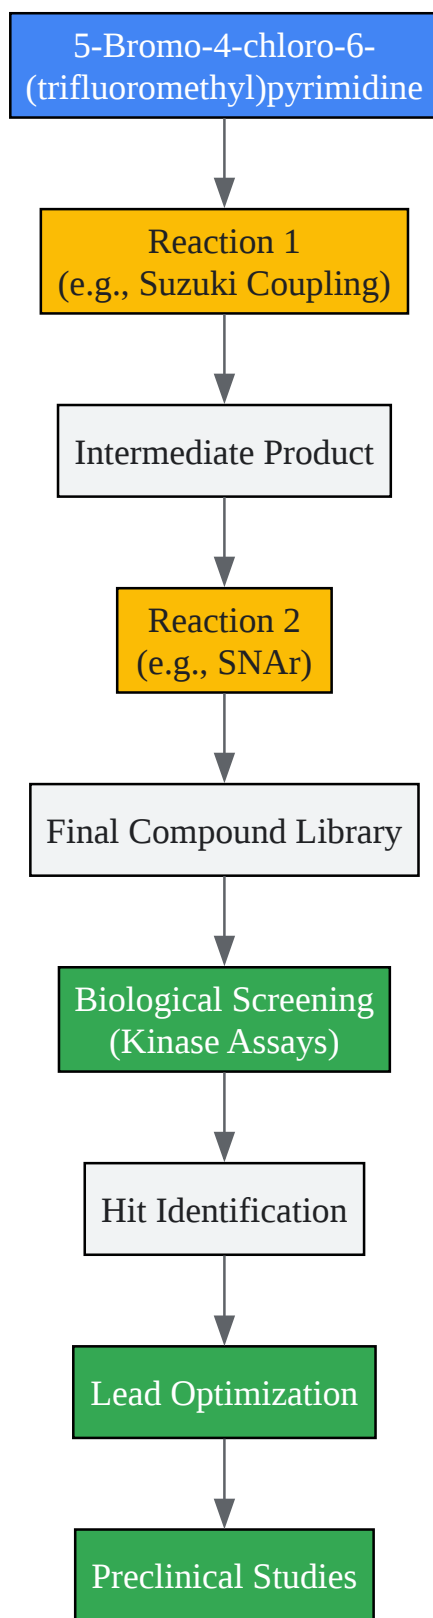 5-Bromo-4-chloro-6-
(trifluoromethyl)pyrimidine
Reaction 1
(e.g., Suzuki Coupling)
Intermediate Product
Reaction 2
(e.g., SNAr)
Final Compound Library
Biological Screening
(Kinase Assays)
Hit Identification
Lead Optimization
Preclinical Studies